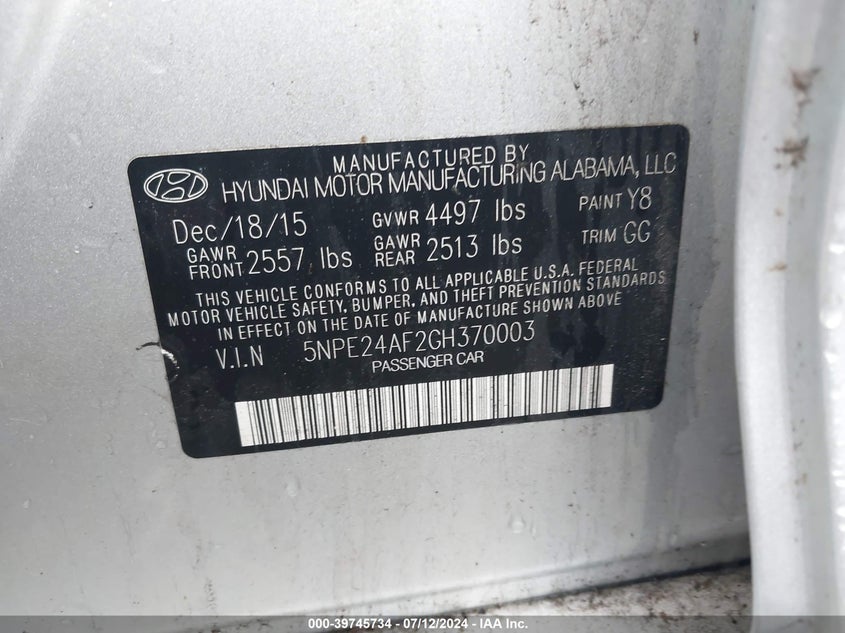 MANUFACTURED BY
HYUNDAI MOTOR MANUFACTURING ALABAMA, LLC
Dec/18/15 GVWR 4497 lbs PAINT Y8
GAWR FRONT 2557 lbs GAWR REAR 2513 lbs TRIM GG
THIS VEHICLE CONFORMS TO ALL APPLICABLE U.S.A. FEDERAL
MOTOR VEHICLE SAFETY, BUMPER, AND THEFT PREVENTION STANDARDS
IN EFFECT ON THE DATE OF MANUFACTURE SHOWN ABOVE
V.I.N 5NPE24AF2GH370003
PASSENGER CAR
000-39745734 - 07/12/2024 - IAA Inc.